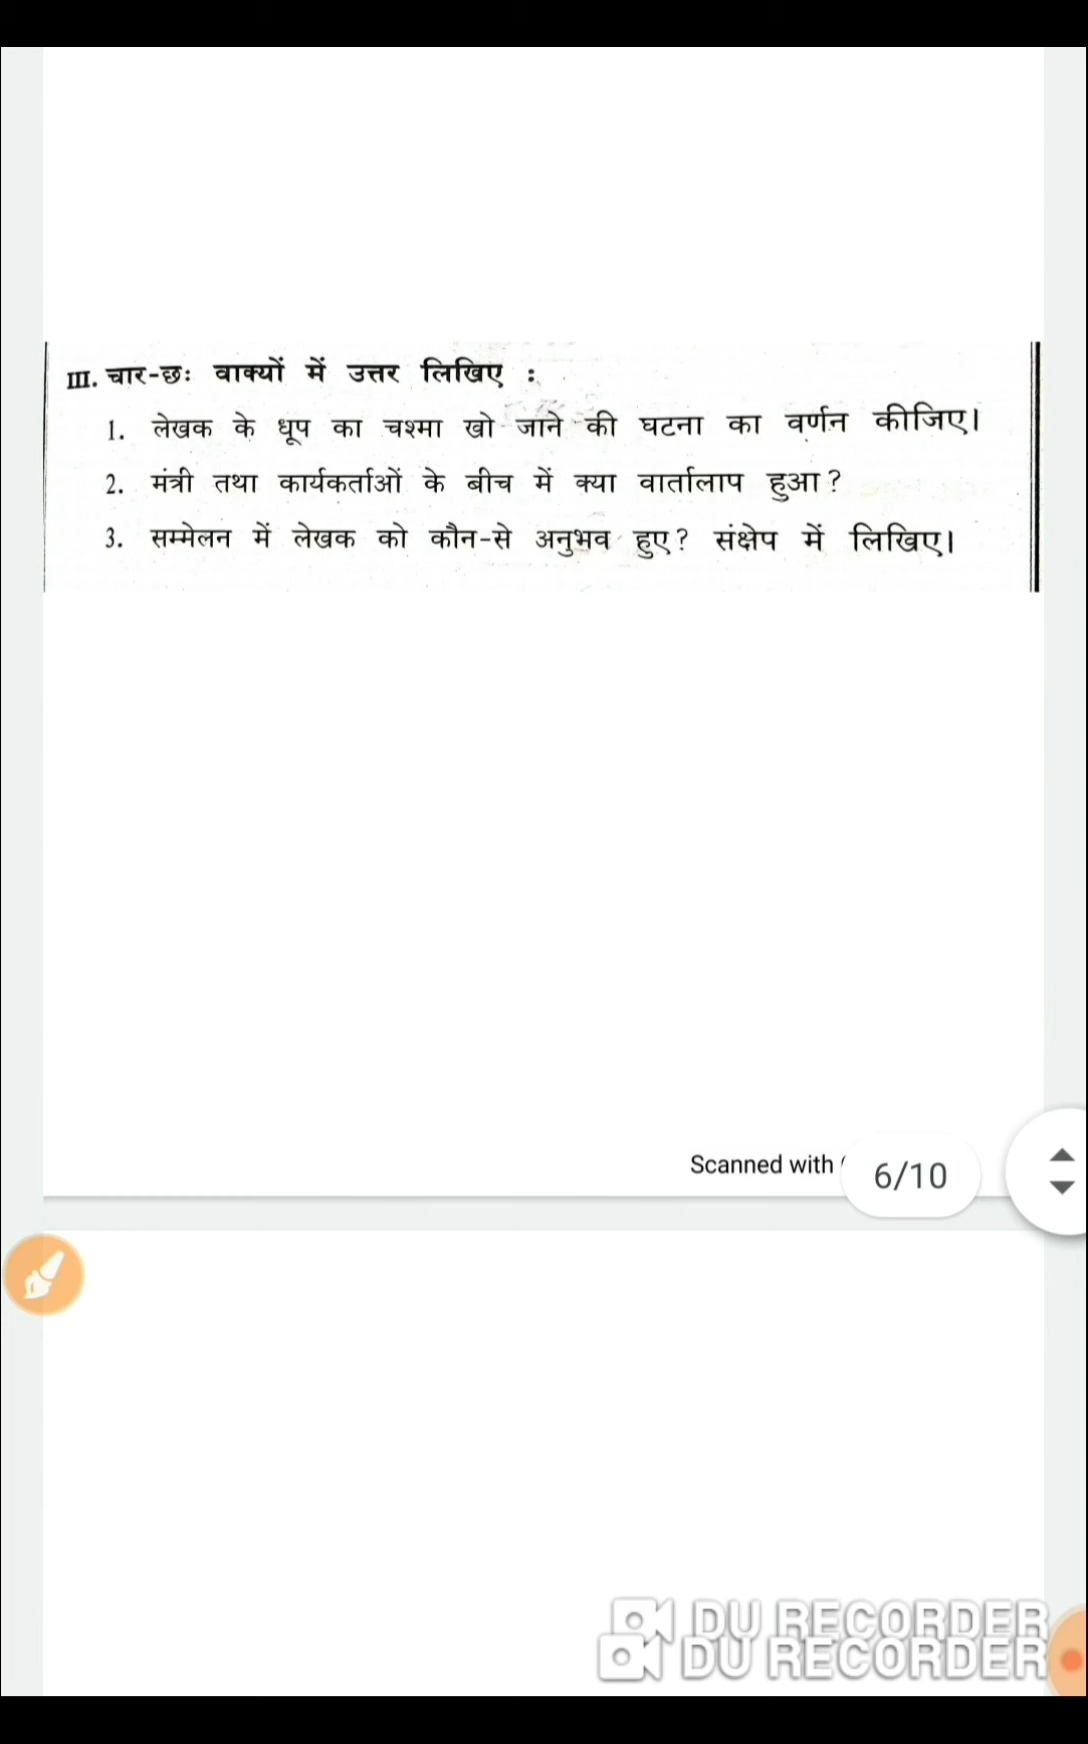 III. चार-छः वाक्यों में उत्तर लिखिए :
1. लेखक के धूप का चश्मा खो जाने की घटना का वर्णन कीजिए।
2. मंत्री तथा कार्यकर्ताओं के बीच में क्या वार्तालाप हुआ?
3. सम्मेलन में लेखक को कौन-से अनुभव हुए? संक्षेप में लिखिए।
Scanned with
6/10
DU RECORDER
DU RECORDER